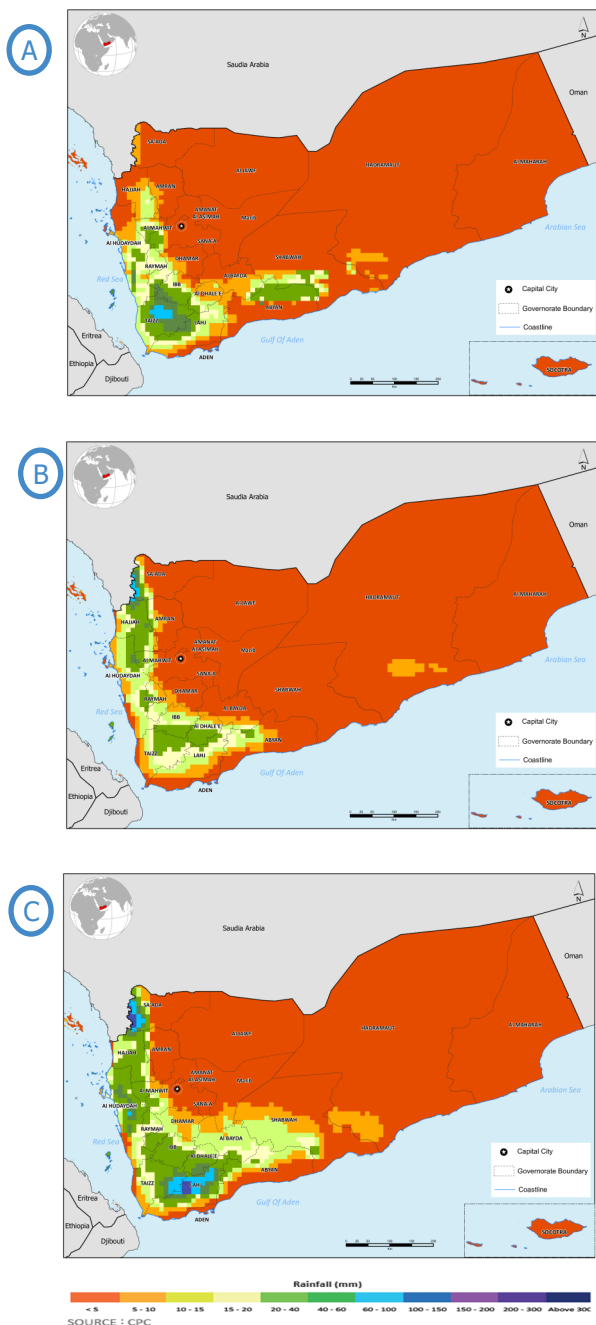 A
N
Saudi Arabia
Oman
SA'ADA
AL JAWF
HADRAMAUT
AL MAHARAH
HAJJAH
AMRAN
AMANAT
AL ASIMAH
MARIB
AL MAHWIT
Arabian Sea
SANA'A
Al HUDAYDAH
DHAMAR
SHABWAH
RAYMAH
AL BAYDA
Red Sea
IBB
Al DHALE'E
Capital City
ABYAN
Governorate Boundary
TAIZZ
LAHJ
Coastline
Gulf Of Aden
Eritrea
ADEN
SOCOTRA
Ethiopia
Djibouti
B
N
Saudi Arabia
Oman
SA'ADA
AL JAWF
HADRAMAUT
AL MAHARAH
HAJJAH
AMRAN
AMANAT
AL ASIMAH
MARIB
AL MAHWIT
Arabian Sea
SANA'A
Al HUDAYDAH
DHAMAR
SHABWAH
RAYMAH
AL BAYDA
Red Sea
IBB
Al DHALE'E
Capital City
ABYAN
Governorate Boundary
TAIZZ
LAHJ
Coastline
Gulf Of Aden
Eritrea
ADEN
SOCOTRA
Ethiopia
Djibouti
C
N
Saudi Arabia
Oman
SA'ADA
AL JAWF
HADRAMAUT
AL MAHARAH
HAJJAH
AMRAN
AMANAT
AL ASIMAH
MARIB
AL MAHWIT
Arabian Sea
SANA'A
Al HUDAYDAH
DHAMAR
SHABWAH
RAYMAH
AL BAYDA
Red Sea
IBB
Al DHALE'E
Capital City
ABYAN
Governorate Boundary
TAIZZ
AH
Coastline
Gulf Of Aden
Eritrea
ADEN
SOCOTRA
Ethiopia
Djibouti
Rainfall (mm)
< 5 5 - 10 10 - 15 15 - 20 20 - 40 40 - 60 60 - 100 100 - 150 150 - 200 200 - 300 Above 300
SOURCE : CPC